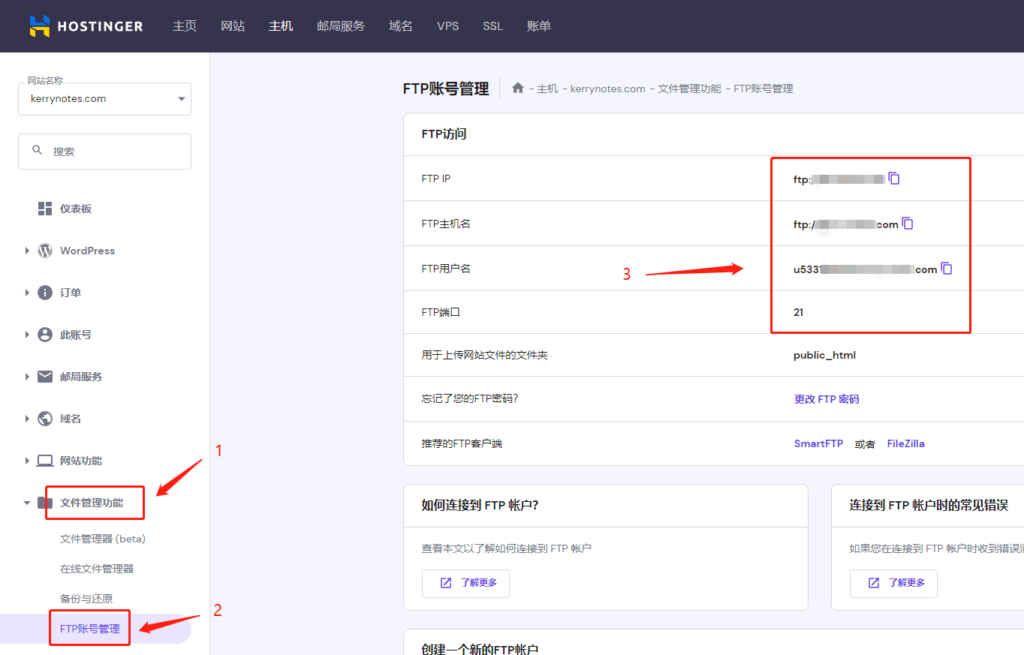 HOSTINGER 主页 网站 主机 邮局服务 域名 VPS SSL 账单
网站名称
kerrynotes.com
搜索
仪表板
WordPress
订单
此账号
邮局服务
域名
网站功能
1
文件管理功能
文件管理器 (beta)
在线文件管理器
备份与还原
2
FTP账号管理
FTP账号管理 - 主机 - kerrynotes.com - 文件管理功能 - FTP账号管理
FTP访问
FTP IP ftp:
FTP主机名 ftp:/ com
3
FTP用户名 u533 com
FTP端口 21
用于上传网站文件的文件夹 public_html
忘记了您的FTP密码? 更改 FTP 密码
推荐的FTP客户端 SmartFTP 或者 FileZilla
如何连接到 FTP 帐户?
查看本文以了解如何连接到 FTP 帐户
了解更多
连接到 FTP 帐户时的常见错误
如果您在连接到 FTP 帐户时收到错误消
了解更多
创建一个新的FTP帐户